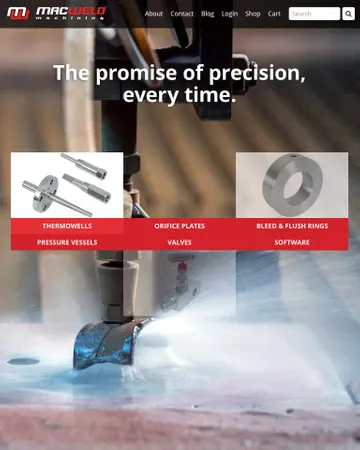 MACWELD
machining
About Contact Blog Login Shop Cart Search
The promise of precision,
every time.
THERMOWELLS ORIFICE PLATES BLEED & FLUSH RINGS
PRESSURE VESSELS VALVES SOFTWARE